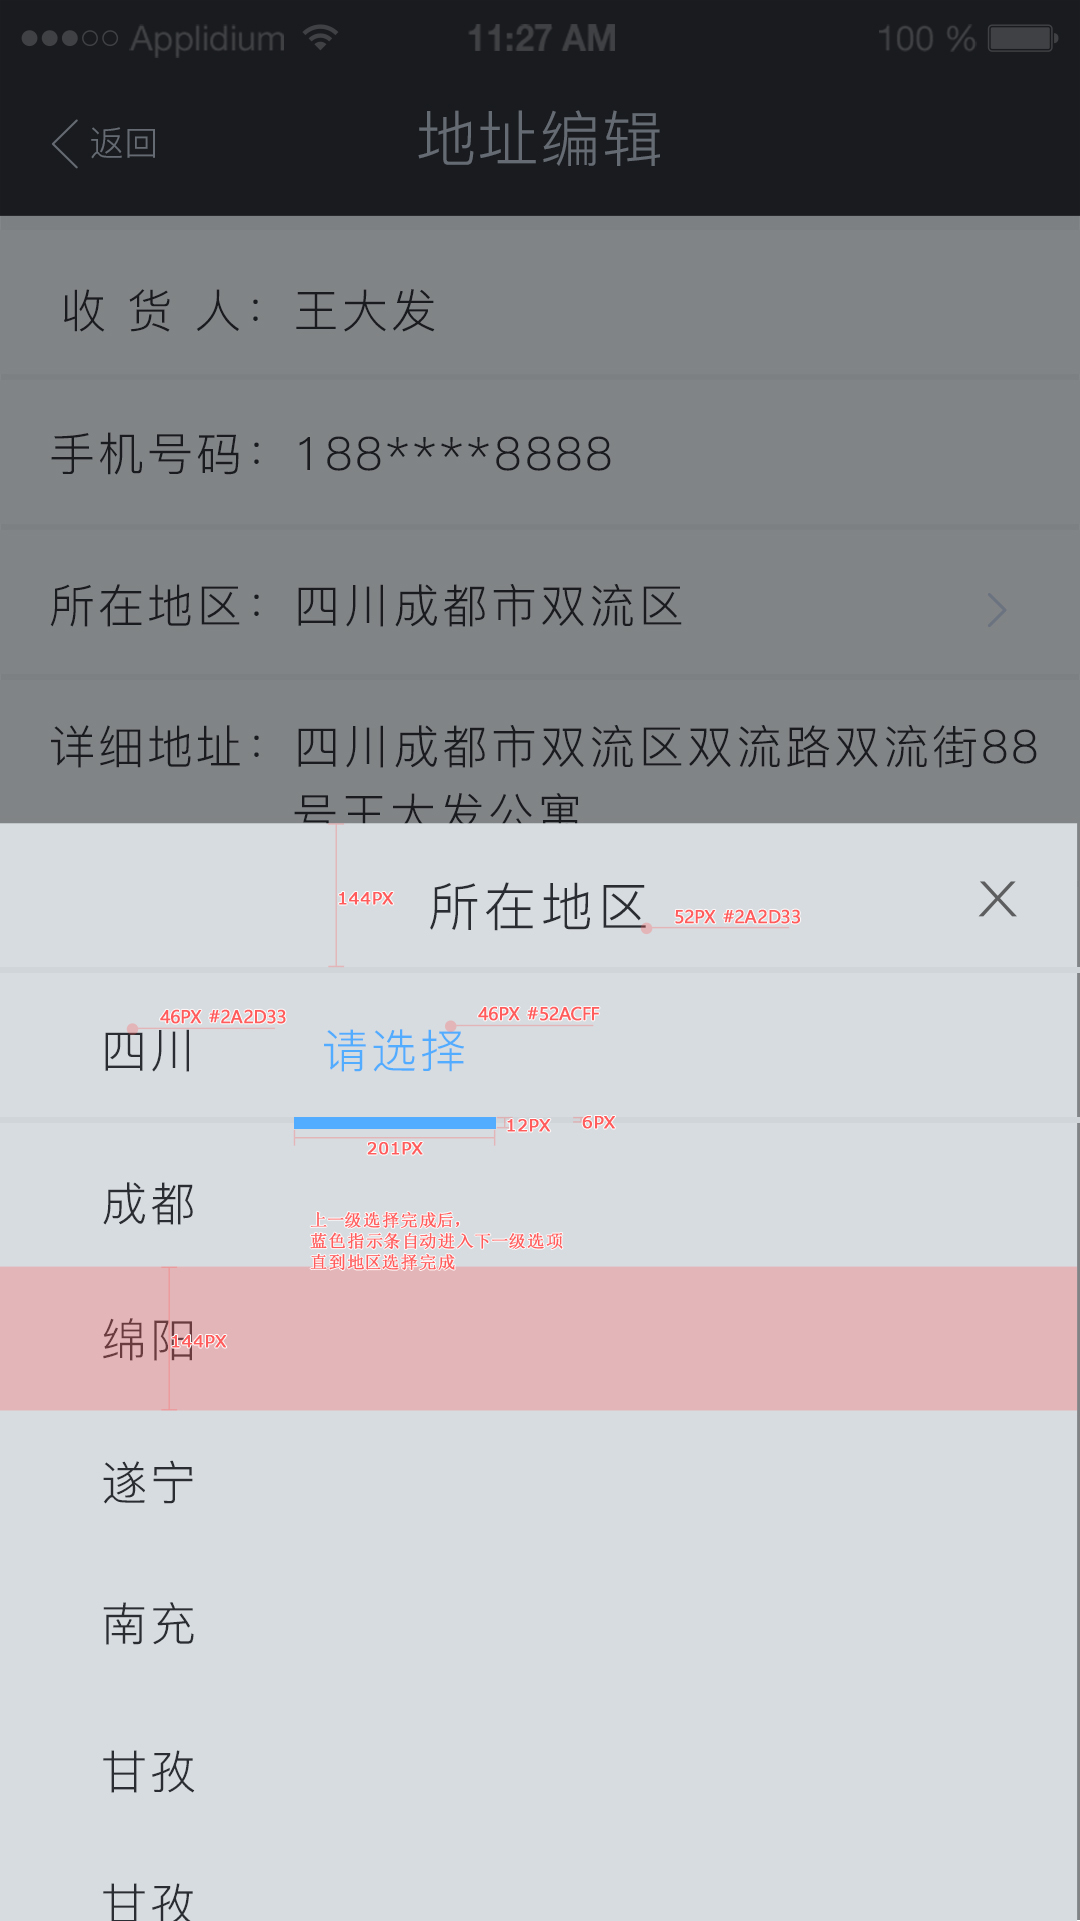 Applidium 11:27 AM 100 %
返回 地址编辑
收 货 人： 王大发
手机号码： 188****8888
所在地区： 四川成都市双流区
详细地址： 四川成都市双流区双流路双流街88
号王大发公寓
144PX 所在地区 52PX #2A2D33
46PX #2A2D33 46PX #52ACFF
四川 请选择
12PX 6PX
201PX
成都
上一级选择完成后，
蓝色指示条自动进入下一级选项
直到地区选择完成
绵阳 144PX
遂宁
南充
甘孜
甘孜